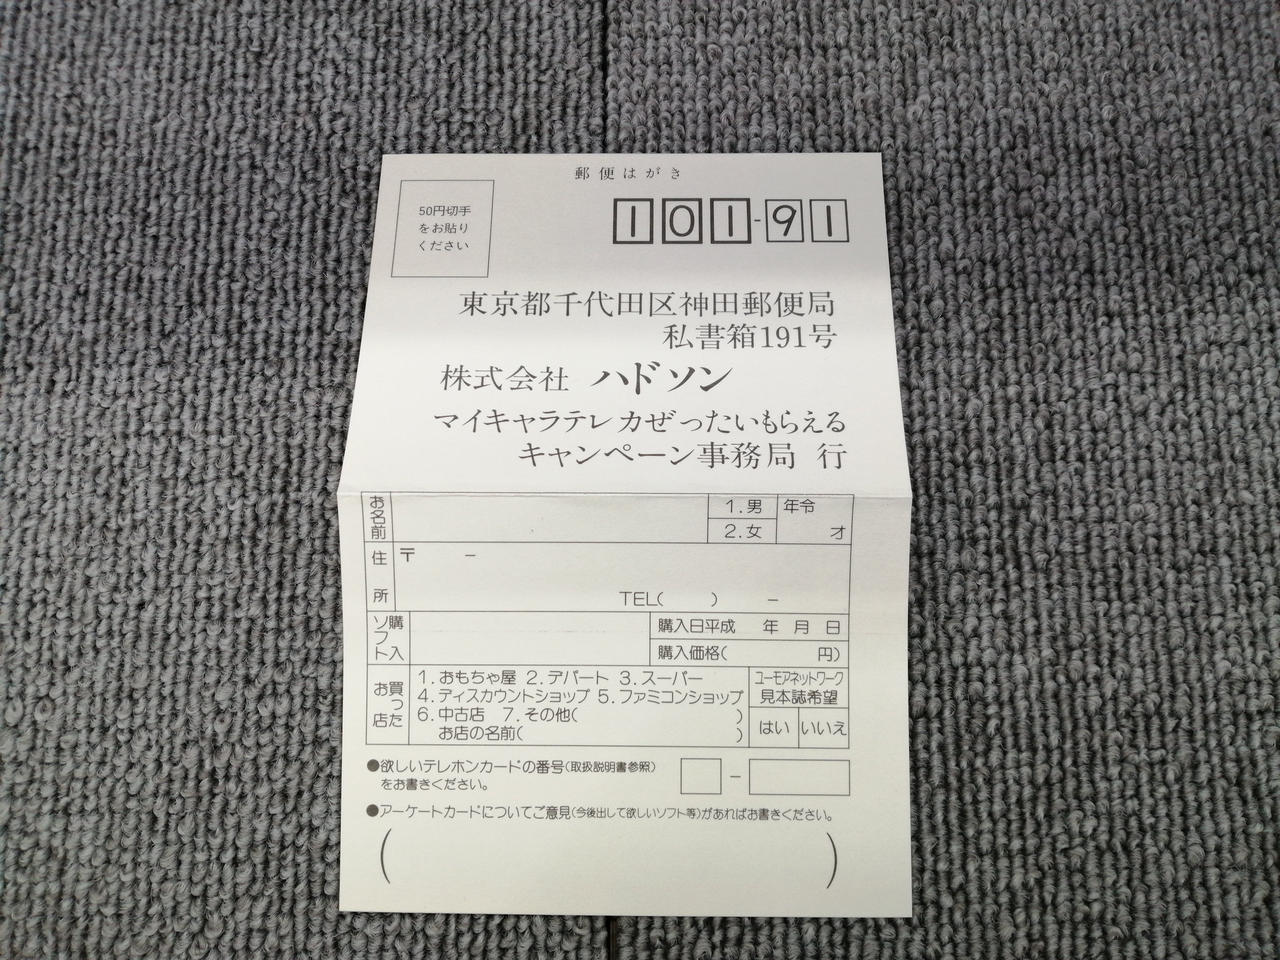 郵便はがき
50円切手
をお貼り
ください
101-91
東京都千代田区神田郵便局
私書箱191号
株式会社 ハドソン
マイキャラテレカぜったいもらえる
キャンペーン事務局 行
お名前
1.男
2.女
年令
才
住所
〒 －
TEL( ) －
購入ソフト
購入日平成 年 月 日
購入価格( 円)
お買った店
1.おもちゃ屋 2.デパート 3.スーパー
4.ディスカウントショップ 5.ファミコンショップ
6.中古店 7.その他( )
お店の名前( )
ユーモアネットワーク
見本誌希望
はい いいえ
●欲しいテレホンカードの番号(取扱説明書参照)
をお書きください。
－
●アーケートカードについてご意見(今後出して欲しいソフト等)があればお書きください。
( )